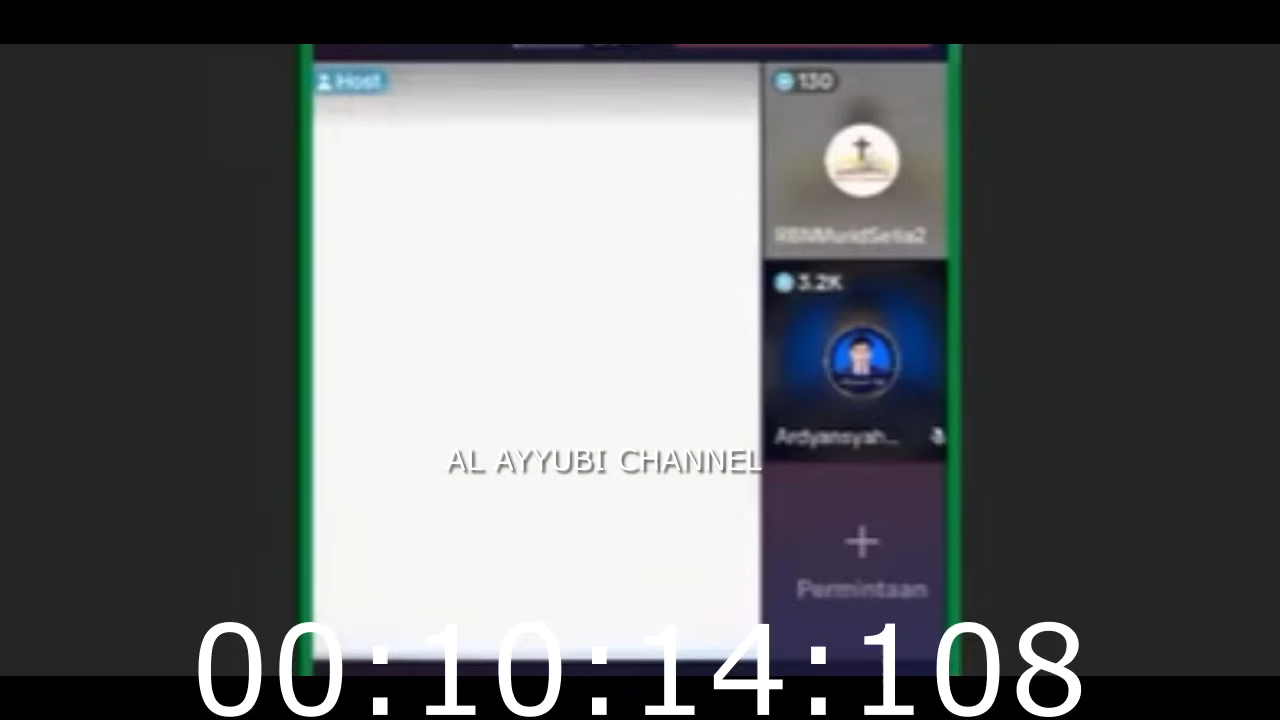 Host
130
RBNMuridSetia2
3.2K
Ardyansyah...
AL AYYUBI CHANNEL
+
Permintaan
00:10:14:108